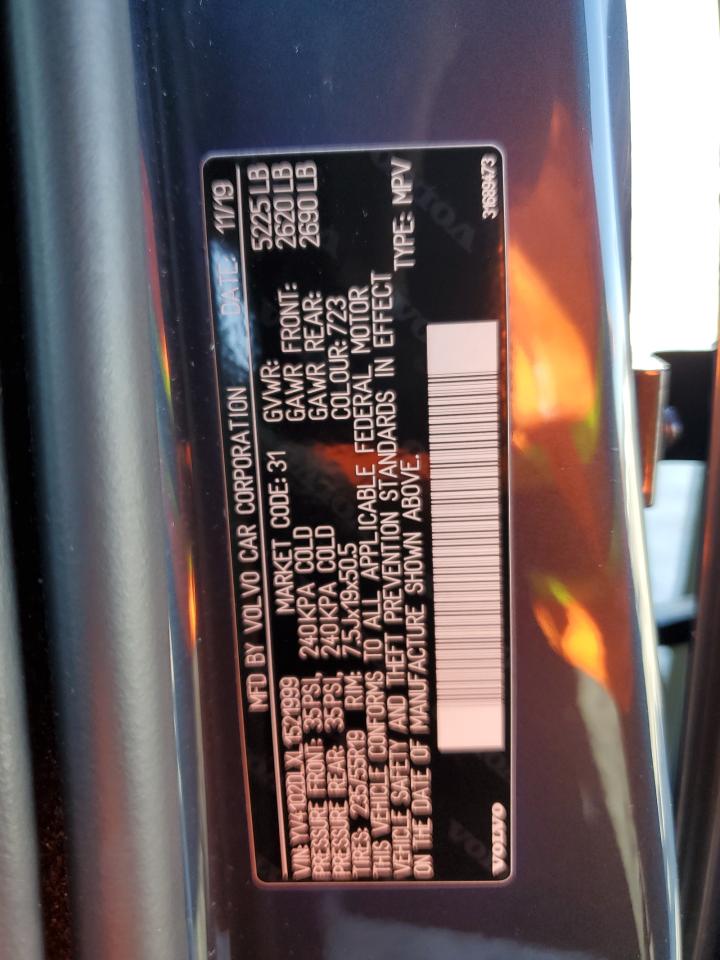 MFD BY VOLVO CAR CORPORATION DATE: 11/19
VIN: YV4102DLXL1521999 MARKET CODE: 31 GVWR: 5225 LB
PRESSURE FRONT: 35PSI, 240KPA COLD GAWR FRONT: 2620 LB
PRESSURE REAR: 35PSI, 240KPA COLD GAWR REAR: 2690 LB
TIRES: 235/55R19 RIM: 7.5Jx19x50.5 COLOUR: 723
THIS VEHICLE CONFORMS TO ALL APPLICABLE FEDERAL MOTOR
VEHICLE SAFETY AND THEFT PREVENTION STANDARDS IN EFFECT
ON THE DATE OF MANUFACTURE SHOWN ABOVE. TYPE: MPV
VOLVO 31689473